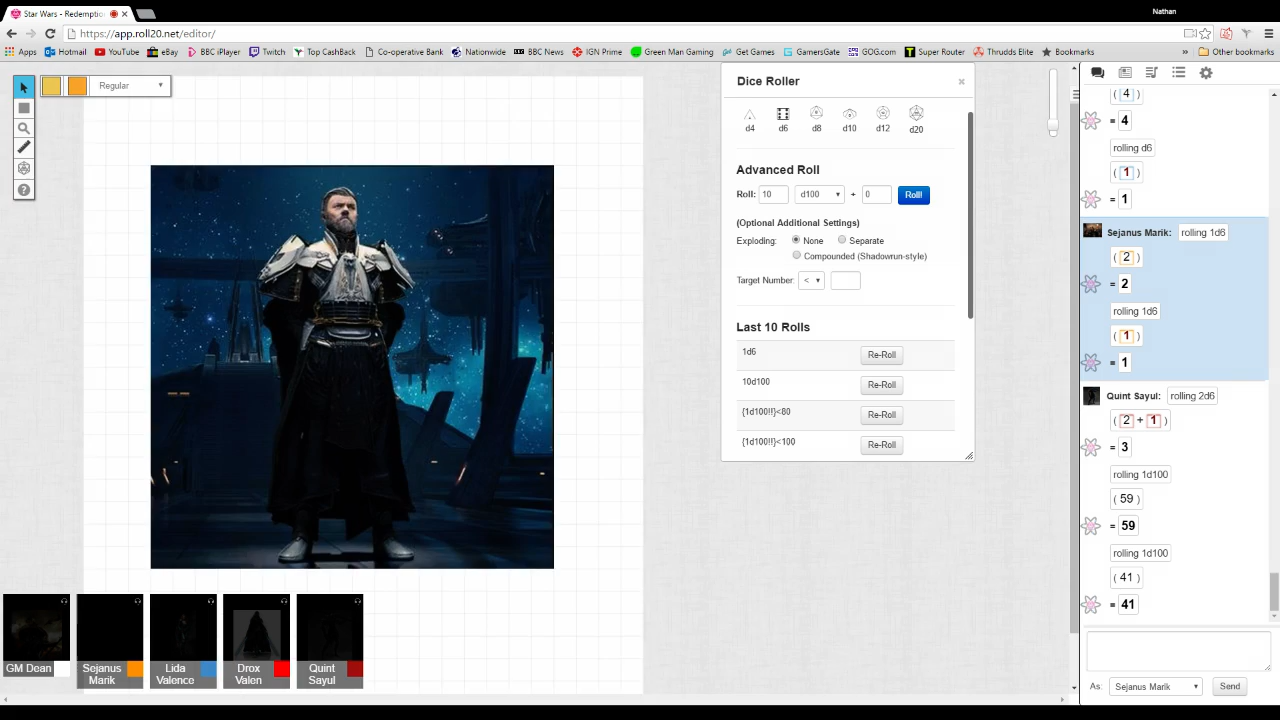 Star Wars - Redemptio
Nathan
https://app.roll20.net/editor/
Apps Hotmail YouTube eBay BBC iPlayer Twitch Top CashBack Co-operative Bank Nationwide BBC News IGN Prime Green Man Gaming Get Games GamersGate GOG.com Super Router Thrudds Elite Bookmarks » Other bookmarks
Regular
Dice Roller
d4 d6 d8 d10 d12 d20
Advanced Roll
Roll: 10 d100 + 0 Roll!
(Optional Additional Settings)
Exploding: None Separate
Compounded (Shadowrun-style)
Target Number: <
Last 10 Rolls
1d6 Re-Roll
10d100 Re-Roll
{1d100!!}<80 Re-Roll
{1d100!!}<100 Re-Roll
(4)
= 4
rolling d6
(1)
= 1
Sejanus Marik: rolling 1d6
(2)
= 2
rolling 1d6
(1)
= 1
Quint Sayul: rolling 2d6
(2 + 1)
= 3
rolling 1d100
(59)
= 59
rolling 1d100
(41)
= 41
As: Sejanus Marik Send
GM Dean
Sejanus
Marik
Lida
Valence
Drox
Valen
Quint
Sayul